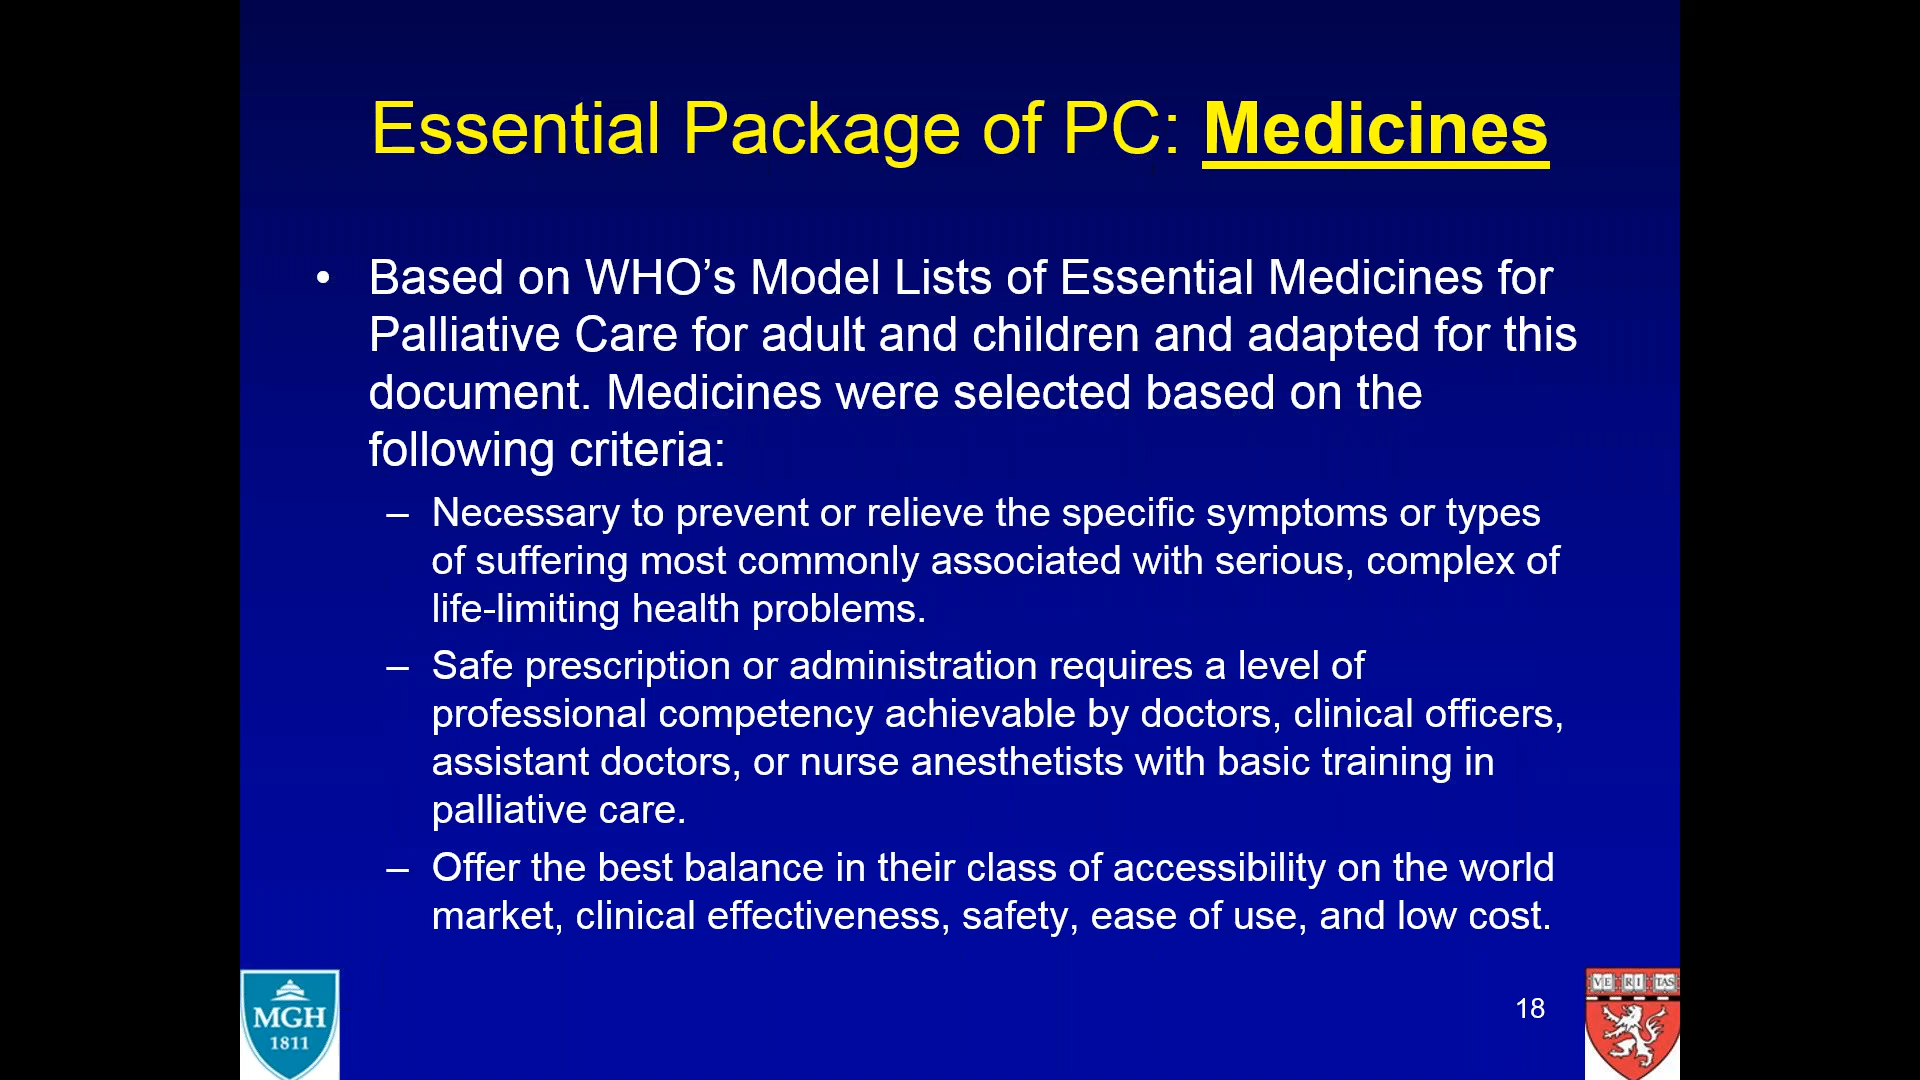 Essential Package of PC: Medicines
• Based on WHO’s Model Lists of Essential Medicines for
Palliative Care for adult and children and adapted for this
document. Medicines were selected based on the
following criteria:
– Necessary to prevent or relieve the specific symptoms or types
of suffering most commonly associated with serious, complex of
life-limiting health problems.
– Safe prescription or administration requires a level of
professional competency achievable by doctors, clinical officers,
assistant doctors, or nurse anesthetists with basic training in
palliative care.
– Offer the best balance in their class of accessibility on the world
market, clinical effectiveness, safety, ease of use, and low cost.
MGH
1811
18
VE RI TAS